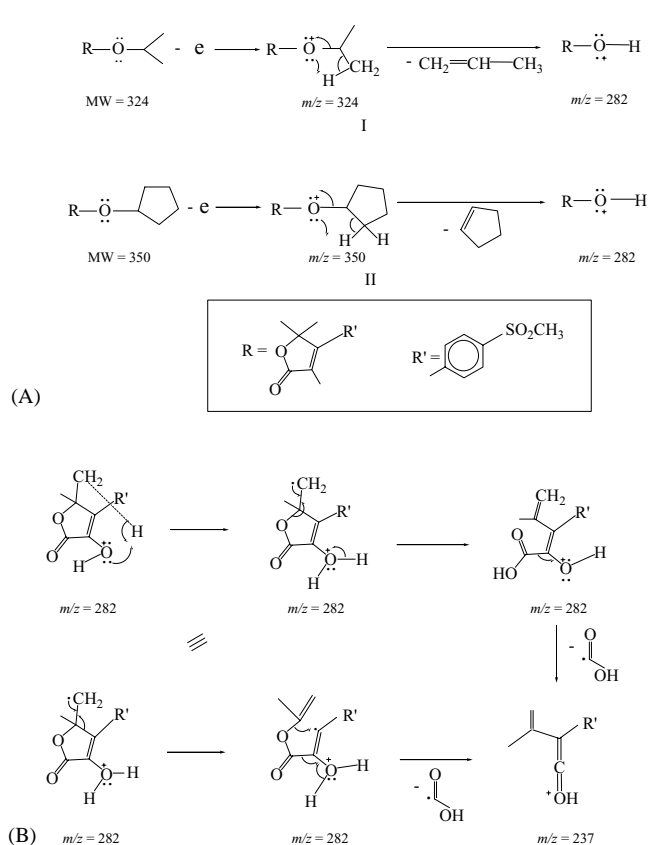 R—O - e R—O - CH2=CH—CH3 R—O—H
H CH2
MW = 324 m/z = 324 m/z = 282
I
R—O - e R—O - R—O—H
H H
MW = 350 m/z = 350 m/z = 282
II
R = O R' O R' = SO2CH3
(A)
CH2 R' H O O H O CH2 R' O O O H H CH2 R' O HO O H
m/z = 282 m/z = 282 m/z = 282
- O OH
CH2 R' O O O H H O R' O O H H - O OH R' C OH
(B) m/z = 282 m/z = 282 m/z = 237